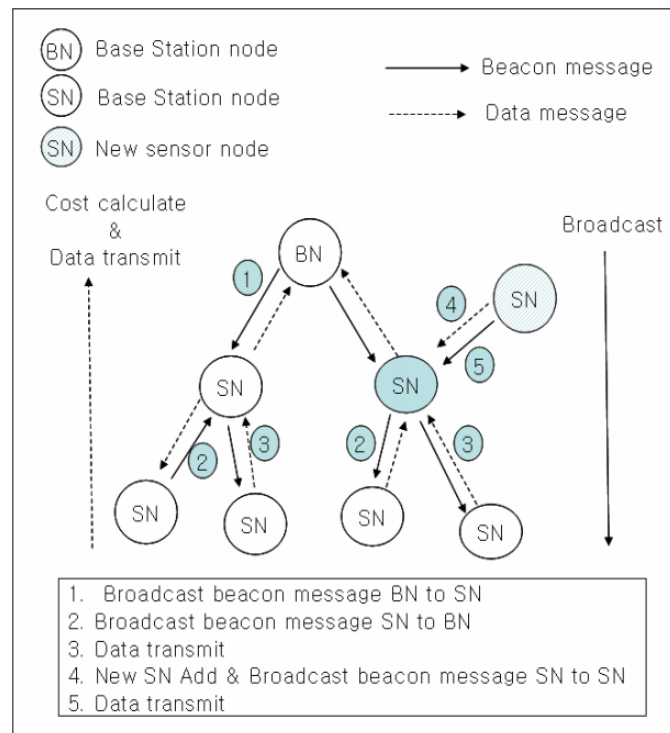 BN Base Station node
SN Base Station node
SN New sensor node
Beacon message
Data message
Cost calculate
&
Data transmit
Broadcast
BN
1
4
SN
5
SN
SN
2
3
2
3
SN
SN
SN
SN
1. Broadcast beacon message BN to SN
2. Broadcast beacon message SN to BN
3. Data transmit
4. New SN Add & Broadcast beacon message SN to SN
5. Data transmit